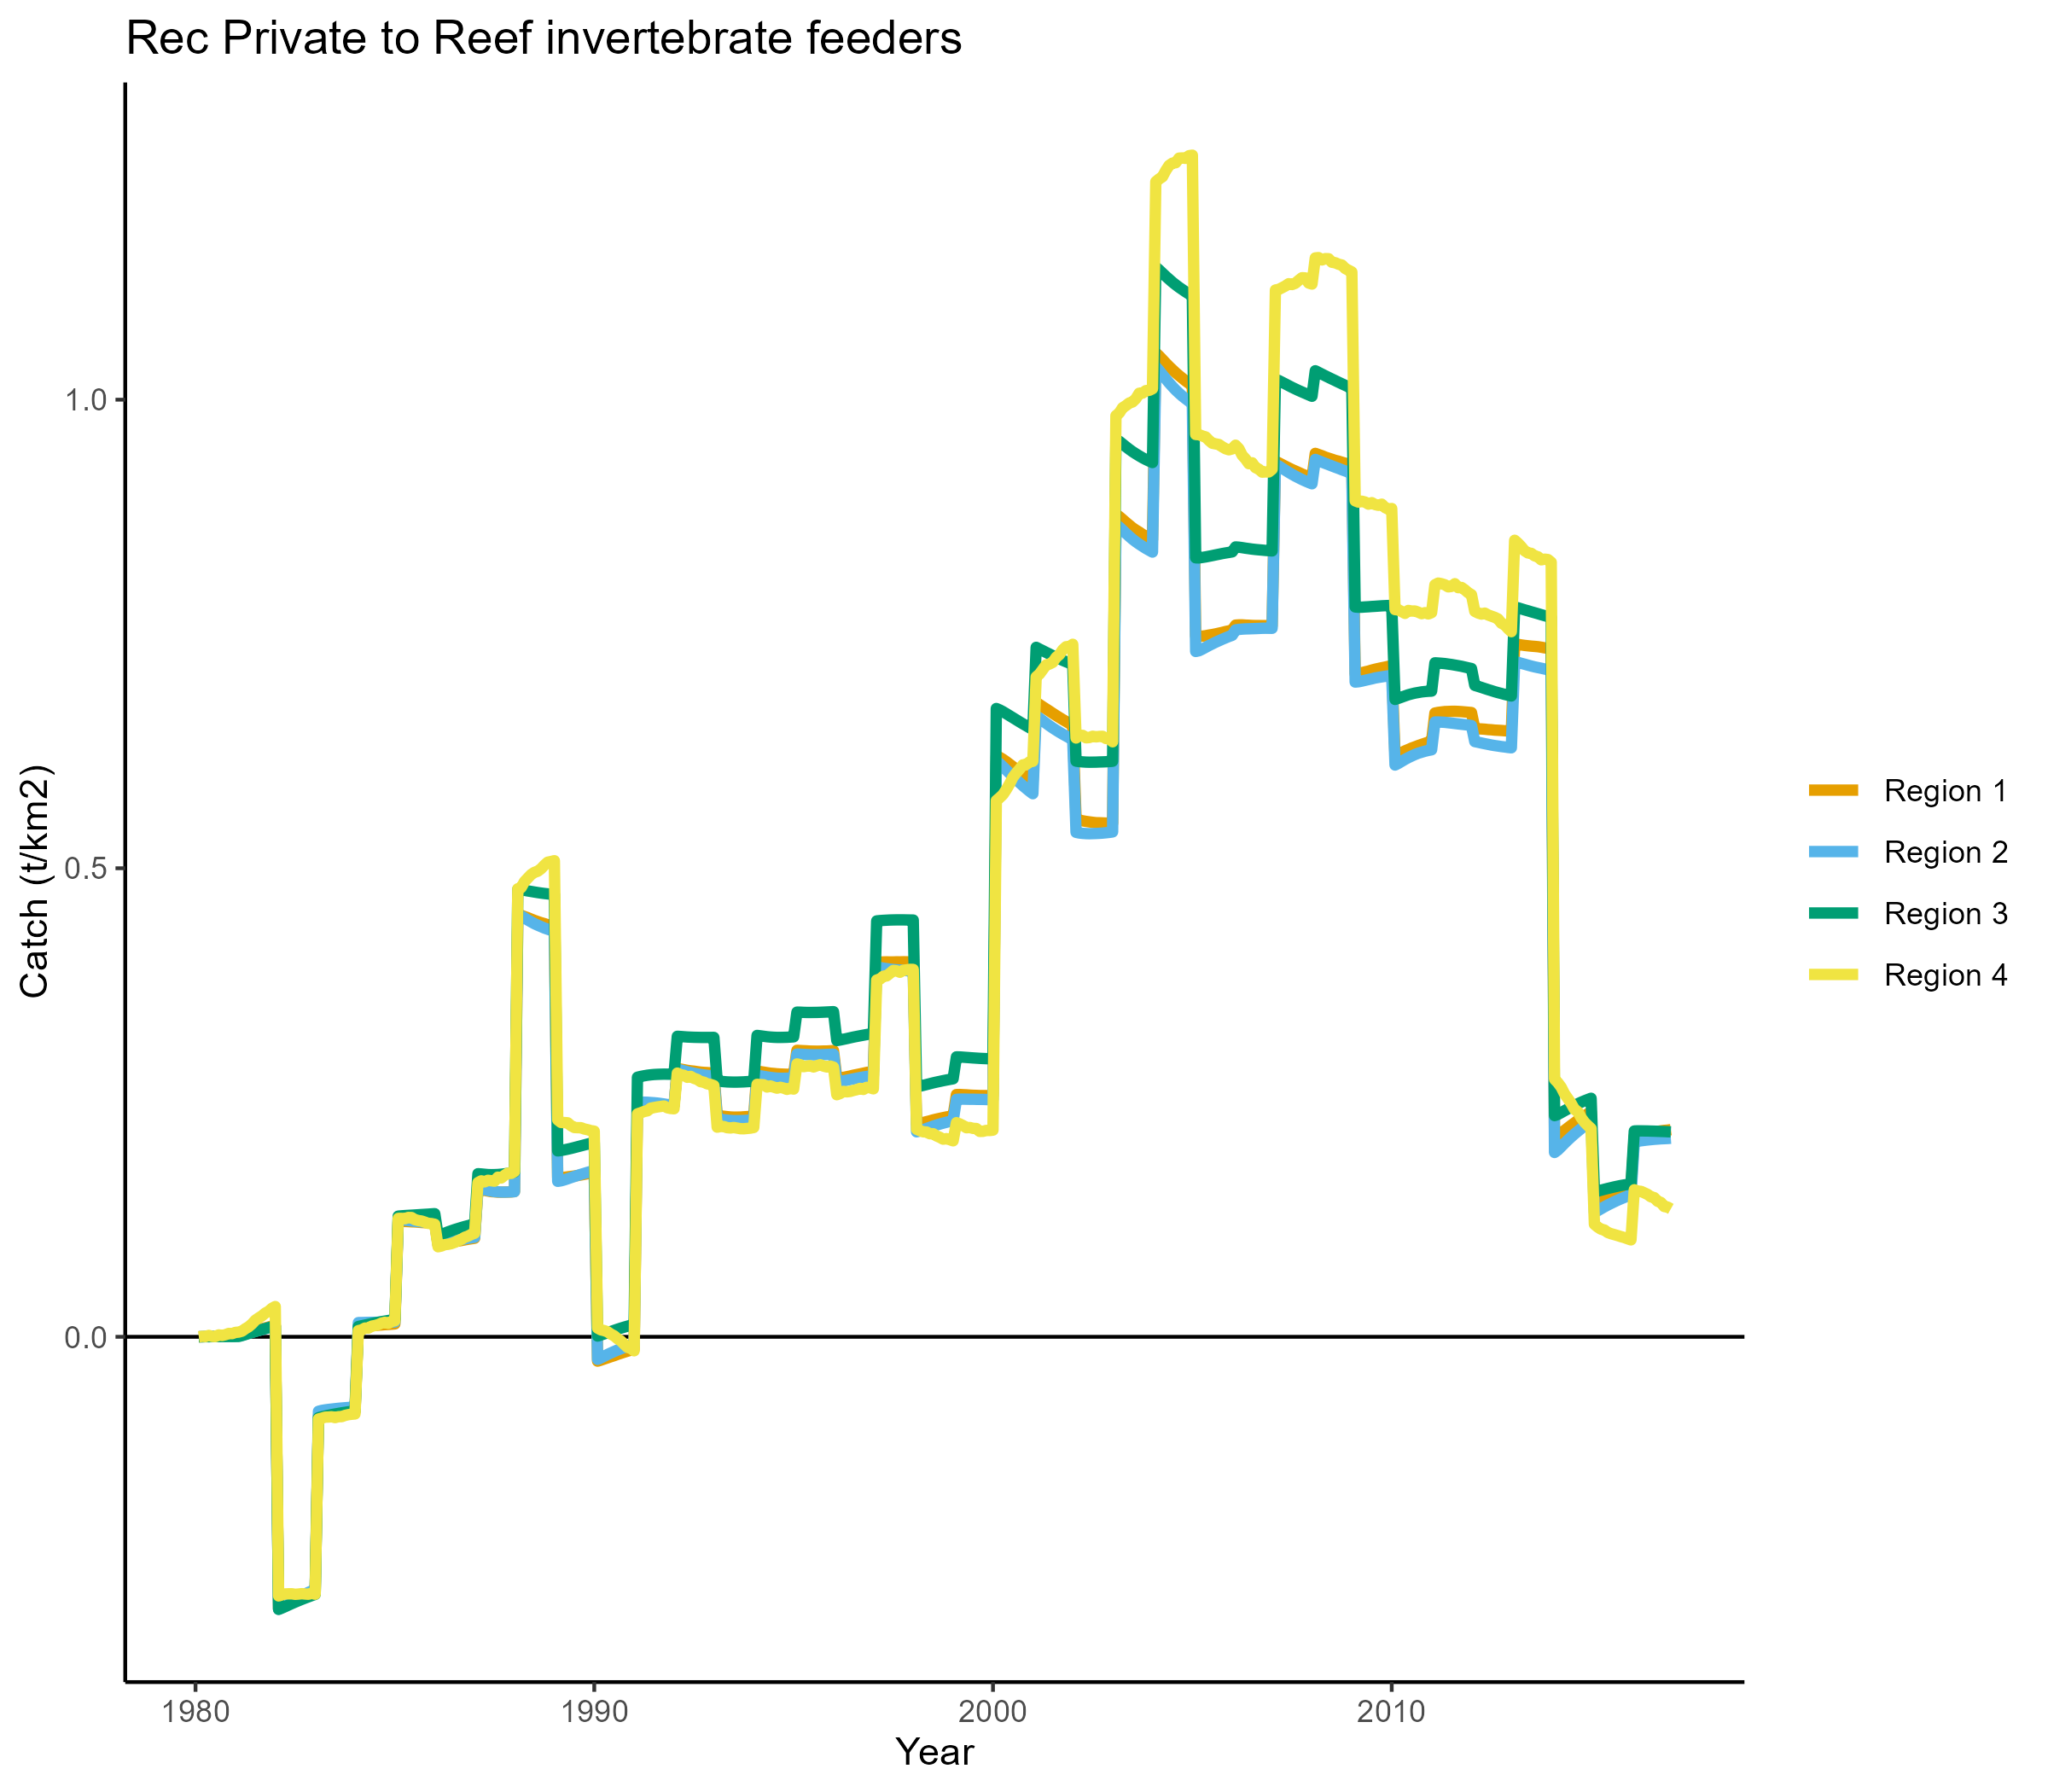 Rec Private to Reef invertebrate feeders
Catch (t/km2)
1.0
0.5
0.0
1980
1990
2000
2010
Year
Region 1
Region 2
Region 3
Region 4